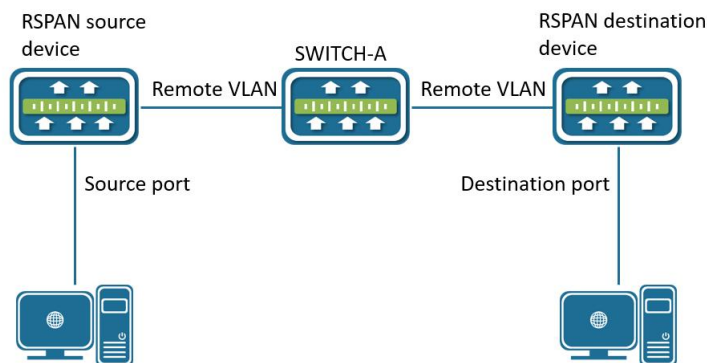 RSPAN source
device
SWITCH-A
RSPAN destination
device
Remote VLAN
Remote VLAN
Source port
Destination port